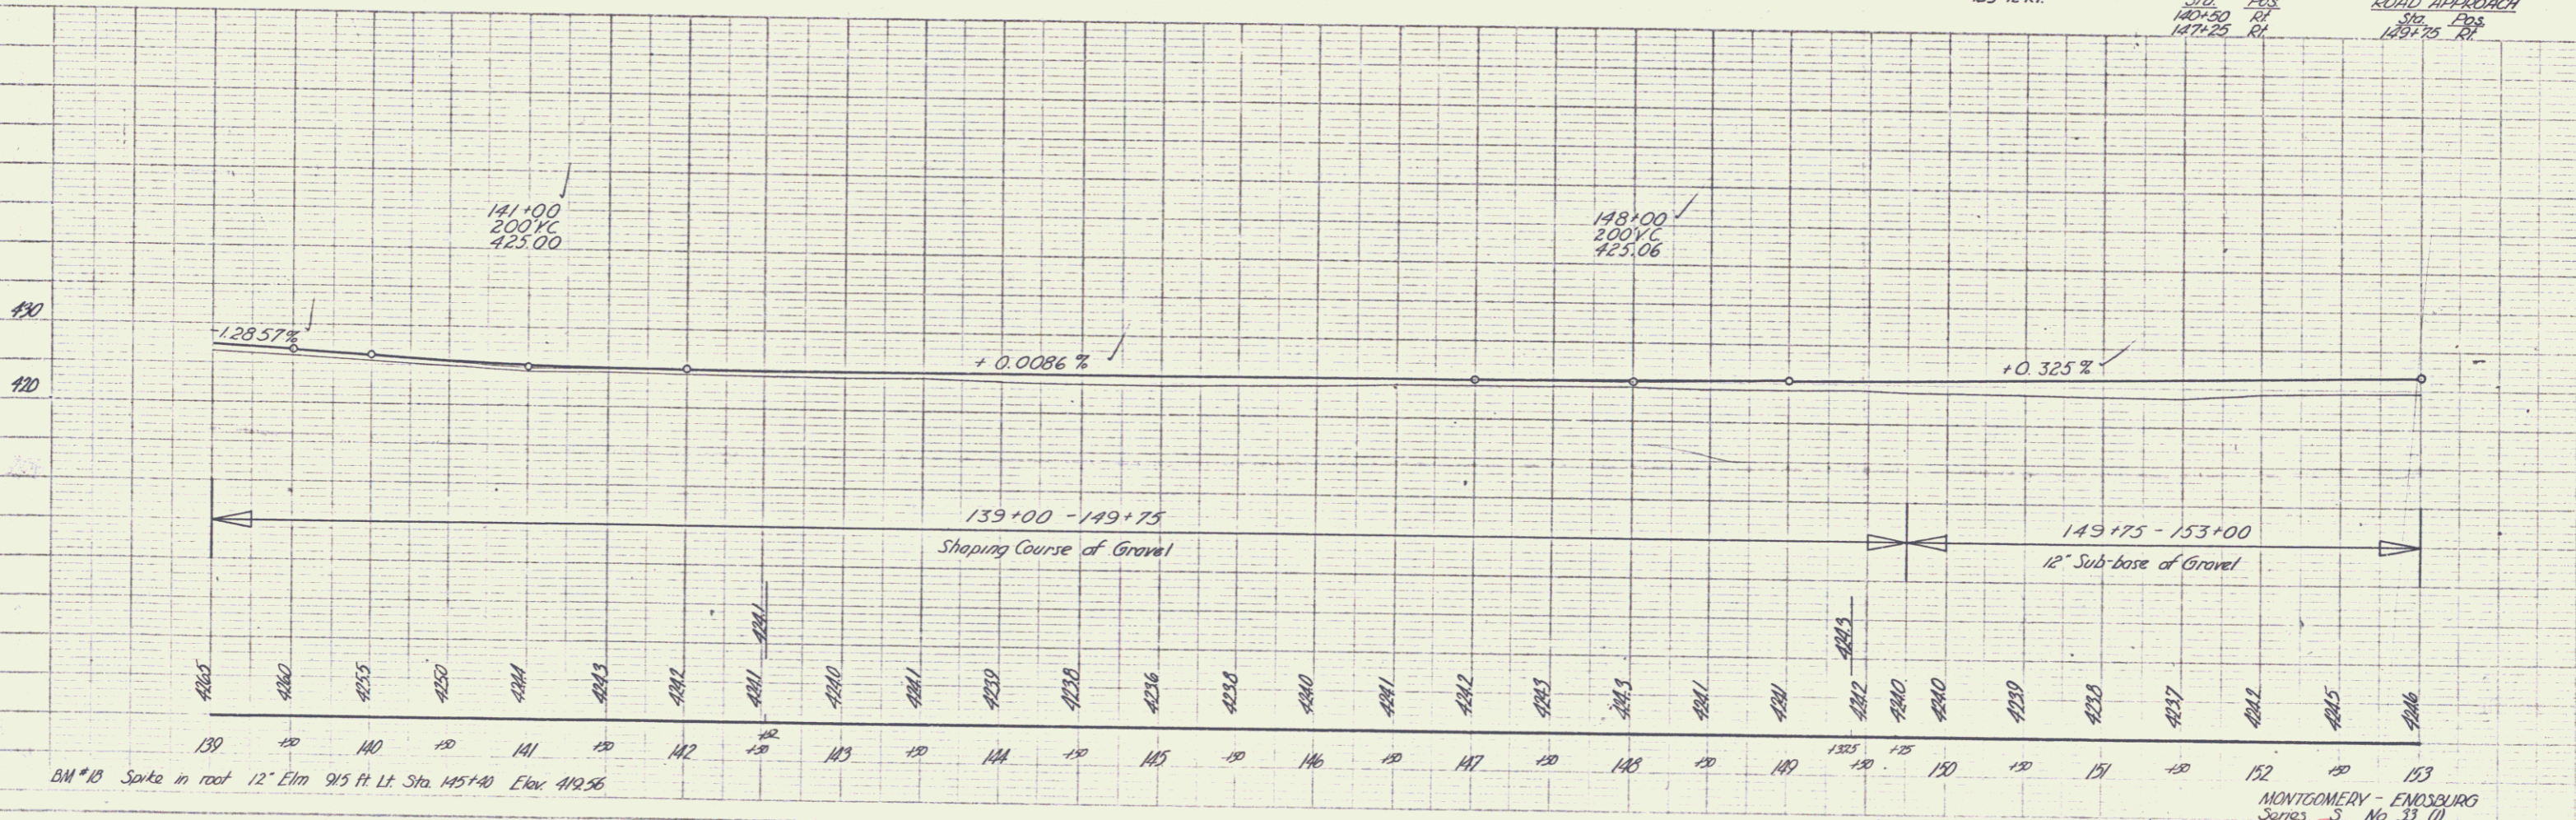 Sta. Pos.
140+50 Rt.
147+25 Rt.
ROAD APPROACH
Sta. Pos.
149+75 Rt.
141+00
200'VC
425.00
148+00
200'VC
425.06
430
420
-1.2857%
+ 0.0086 %
+0.325 %
139+00 - 149+75
Shaping Course of Gravel
149+75 - 153+00
12" Sub-base of Gravel
424.1
424.3
426.5 426.0 425.5 425.0 424.4 424.3 424.2 424.1 424.0 424.1 423.9 423.8 423.6 423.8 424.0 424.1 424.2 424.3 424.3 424.1 424.1 424.2 424.0 424.0 423.9 423.8 423.7 424.2 424.5 424.6
+52
+32.5 +75
139 +50 140 +50 141 +50 142 +50 143 +50 144 +50 145 +50 146 +50 147 +50 148 +50 149 +50 150 +50 151 +50 152 +50 153
BM #18 Spike in root 12" Elm 91.5 ft. Lt. Sta. 145+40 Elev. 419.56
MONTGOMERY - ENOSBURG
Series S No. 33 (1)